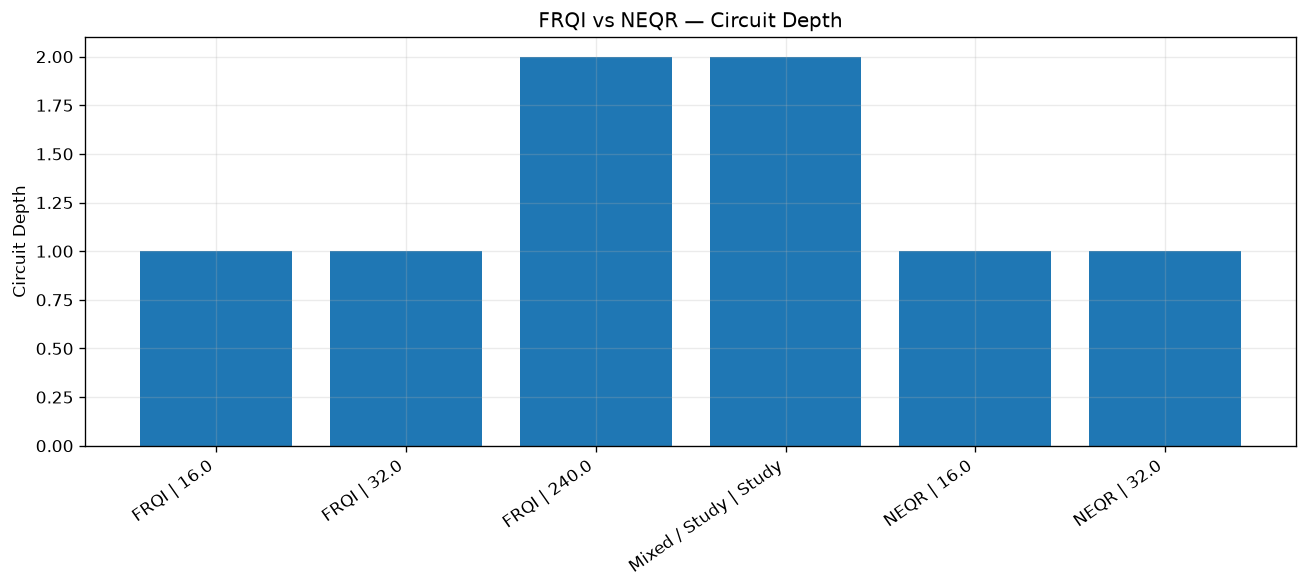 FRQI vs NEQR — Circuit Depth
Circuit Depth
2.00
1.75
1.50
1.25
1.00
0.75
0.50
0.25
0.00
FRQI | 16.0
FRQI | 32.0
FRQI | 240.0
Mixed / Study | Study
NEQR | 16.0
NEQR | 32.0